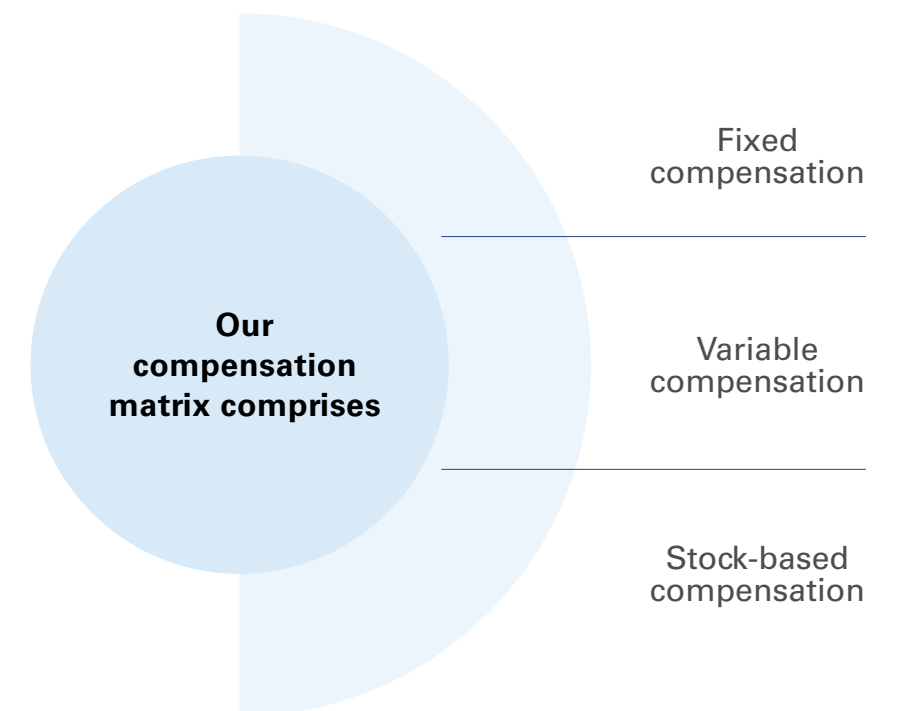 Our
compensation
matrix comprises
Fixed
compensation
Variable
compensation
Stock-based
compensation